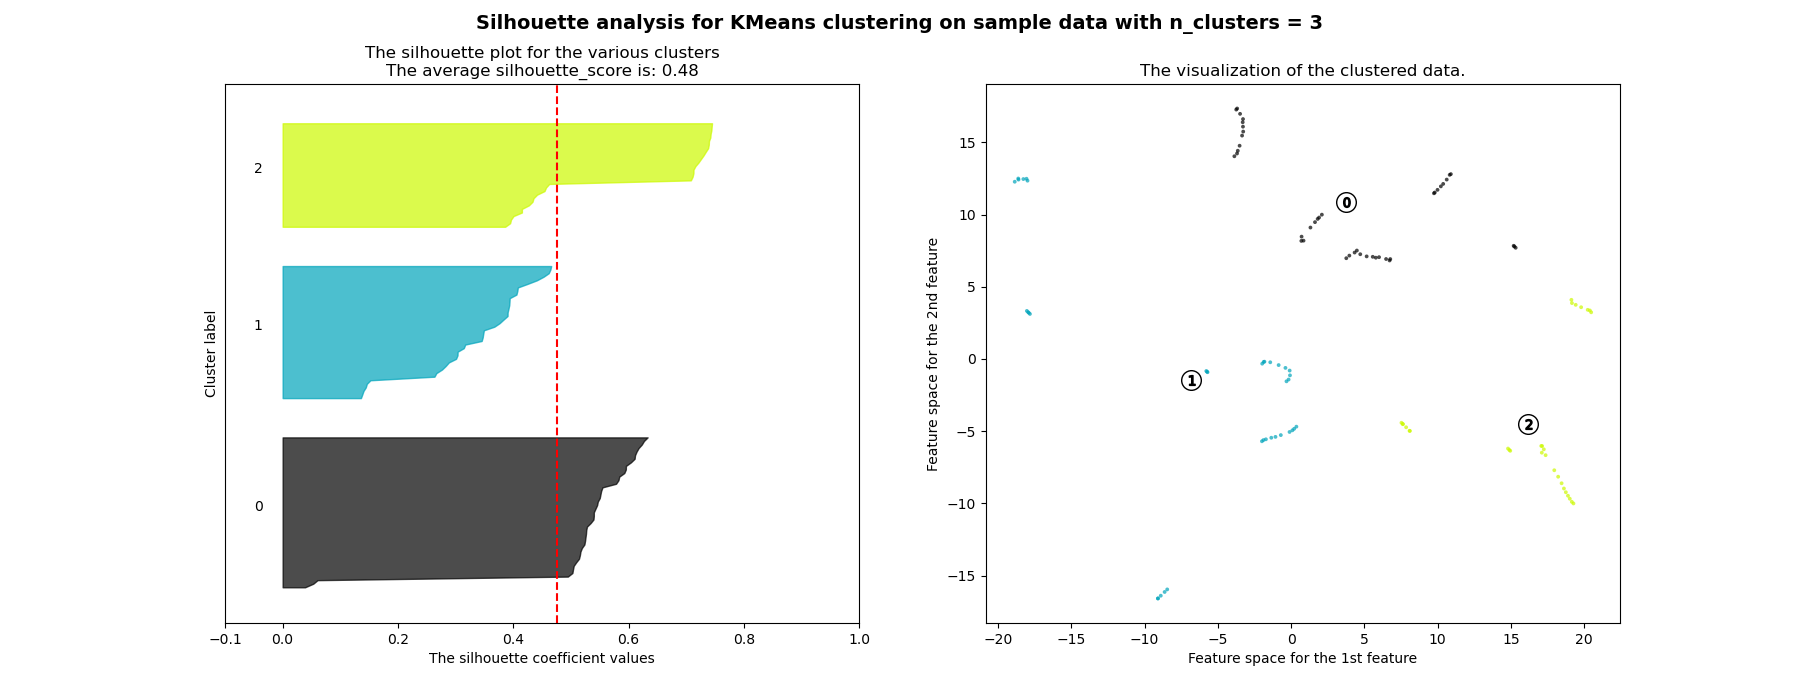 Silhouette analysis for KMeans clustering on sample data with n_clusters = 3
The silhouette plot for the various clusters
The average silhouette_score is: 0.48
Cluster label
2
1
0
−0.1 0.0 0.2 0.4 0.6 0.8 1.0
The silhouette coefficient values
The visualization of the clustered data.
Feature space for the 2nd feature
15
10
5
0
−5
−10
−15
0
1
2
−20 −15 −10 −5 0 5 10 15 20
Feature space for the 1st feature